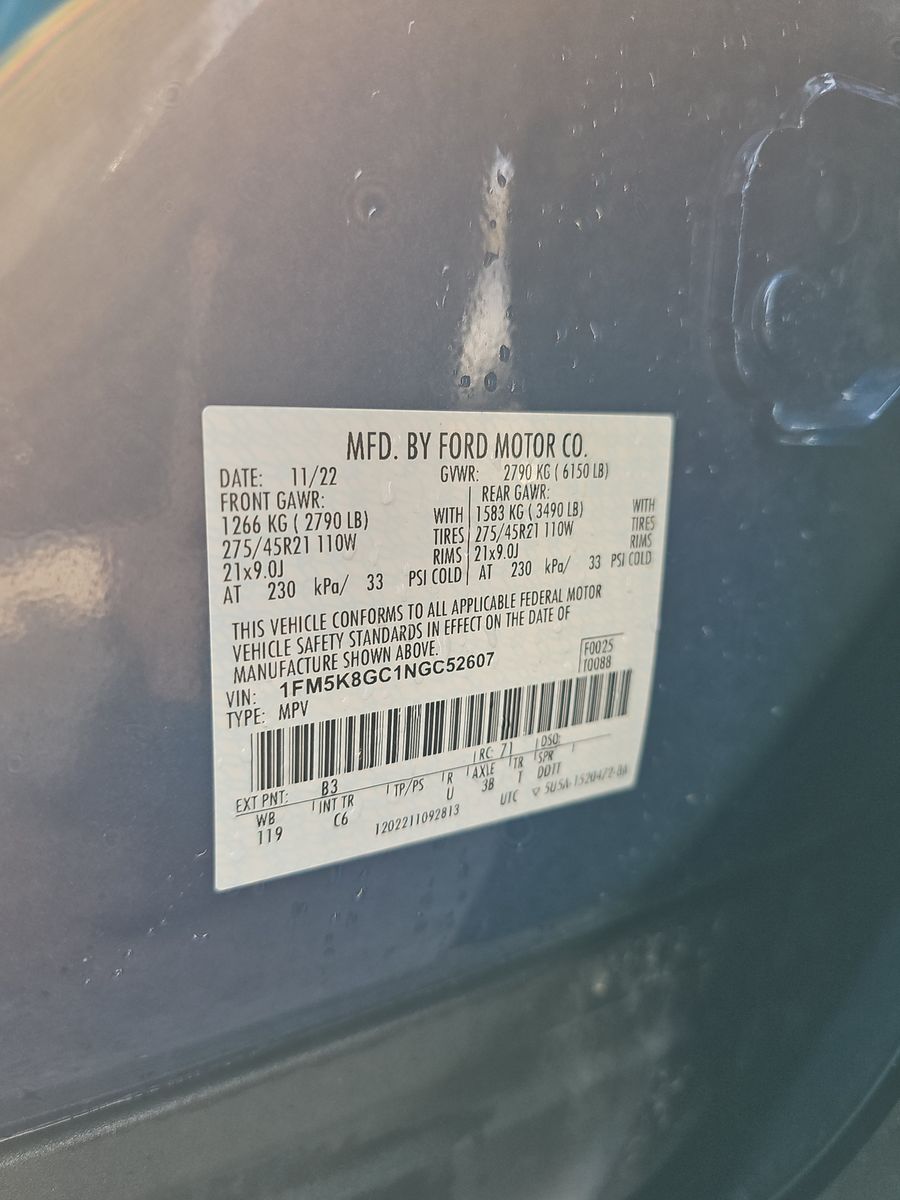 MFD. BY FORD MOTOR CO.
DATE: 11/22 GVWR: 2790 KG ( 6150 LB)
FRONT GAWR: REAR GAWR:
1266 KG ( 2790 LB) WITH 1583 KG ( 3490 LB) WITH
275/45R21 110W TIRES 275/45R21 110W TIRES
21x9.0J RIMS 21x9.0J RIMS
AT 230 kPa/ 33 PSI COLD AT 230 kPa/ 33 PSI COLD
THIS VEHICLE CONFORMS TO ALL APPLICABLE FEDERAL MOTOR
VEHICLE SAFETY STANDARDS IN EFFECT ON THE DATE OF
MANUFACTURE SHOWN ABOVE.
VIN: 1FM5K8GC1NGC52607 F0025
TYPE: MPV T0088
EXT PNT: B3 RC: 71 DSO:
WB INT TR TP/PS R AXLE TR SPR
119 C6 U 3B T DDTT
1202211092813 UTC ▽ 5U5A-1520472-BA